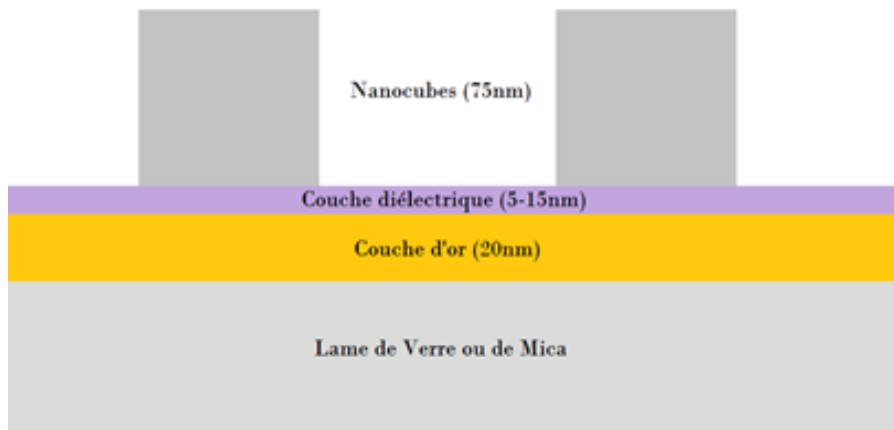 Nanocubes (75nm)
Couche diélectrique (5-15nm)
Couche d'or (20nm)
Lame de Verre ou de Mica